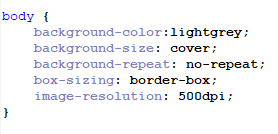 body {
    background-color:lightgrey;
    background-size: cover;
    background-repeat: no-repeat;
    box-sizing: border-box;
    image-resolution: 500dpi;
}